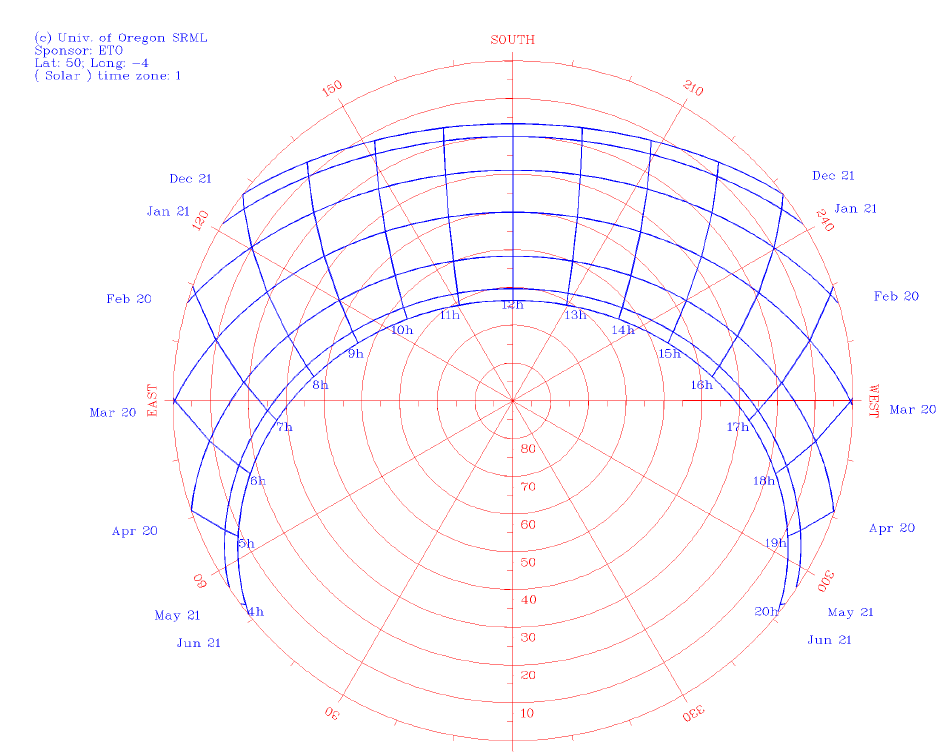 (c) Univ. of Oregon SRML
Sponsor: ETO
Lat: 50; Long: -4
( Solar ) time zone: 1
SOUTH
150
210
Dec 21
Dec 21
Jan 21
Jan 21
120
240
Feb 20
Feb 20
12h
11h
13h
10h
14h
9h
15h
8h
16h
EAST
WEST
Mar 20
Mar 20
7h
17h
80
6h
18h
70
Apr 20
Apr 20
60
5h
19h
50
60
300
40
4h
20h
May 21
May 21
30
Jun 21
Jun 21
20
30
330
10